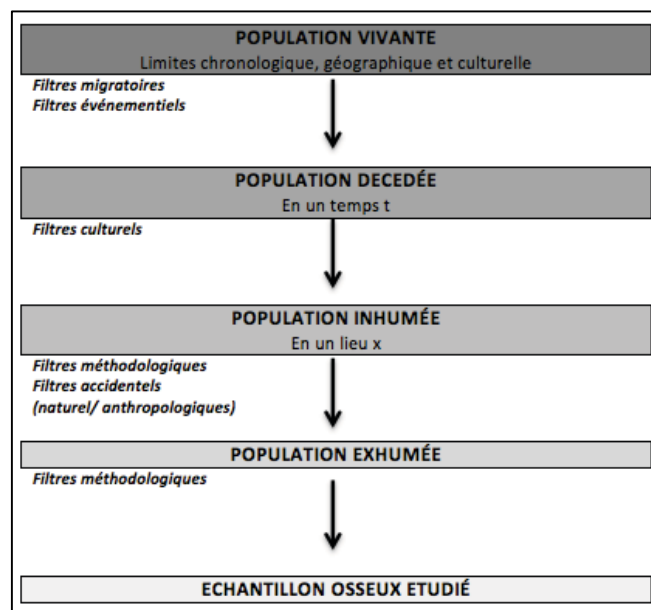 POPULATION VIVANTE
Limites chronologique, géographique et culturelle
Filtres migratoires
Filtres événementiels
POPULATION DECEDÉE
En un temps t
Filtres culturels
POPULATION INHUMÉE
En un lieu x
Filtres méthodologiques
Filtres accidentels
(naturel/ anthropologiques)
POPULATION EXHUMÉE
Filtres méthodologiques
ECHANTILLON OSSEUX ETUDIÉ